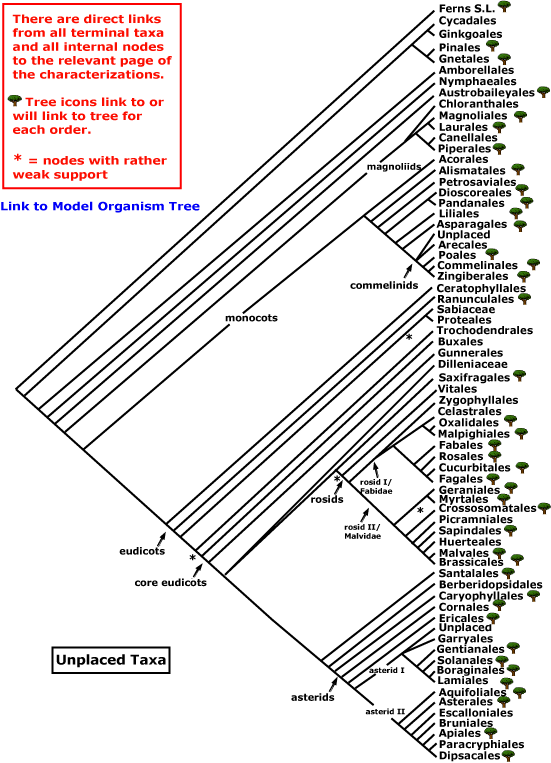 There are direct links
from all terminal taxa
and all internal nodes
to the relevant page of
the characterizations.
Tree icons link to or
will link to tree for
each order.
* = nodes with rather
weak support
Link to Model Organism Tree
Ferns S.L.
Cycadales
Ginkgoales
Pinales
Gnetales
Amborellales
Nymphaeales
Austrobaileyales
Chloranthales
Magnoliales
Laurales
Canellales
Piperales
magnoliids
Acorales
Alismatales
Petrosaviales
Dioscoreales
Pandanales
Liliales
Asparagales
Unplaced
Arecales
Poales
Commelinales
Zingiberales
commelinids
monocots
Ceratophyllales
Ranunculales
Sabiaceae
Proteales
Trochodendrales
*
Buxales
Gunnerales
Dilleniaceae
Saxifragales
Vitales
Zygophyllales
Celastrales
Oxalidales
Malpighiales
Fabales
Rosales
Cucurbitales
Fagales
*
rosids
rosid I/
Fabidae
Geraniales
Myrtales
Crossosomatales
*
Picramniales
Sapindales
Huerteales
Malvales
Brassicales
rosid II/
Malvidae
eudicots
*
core eudicots
Santalales
Berberidopsidales
Caryophyllales
Cornales
Ericales
Unplaced
Garryales
Gentianales
Solanales
Boraginales
Lamiales
asterid I
asterids
Aquifoliales
Asterales
Escalloniales
Bruniales
Apiales
Paracryphiales
Dipsacales
asterid II
Unplaced Taxa